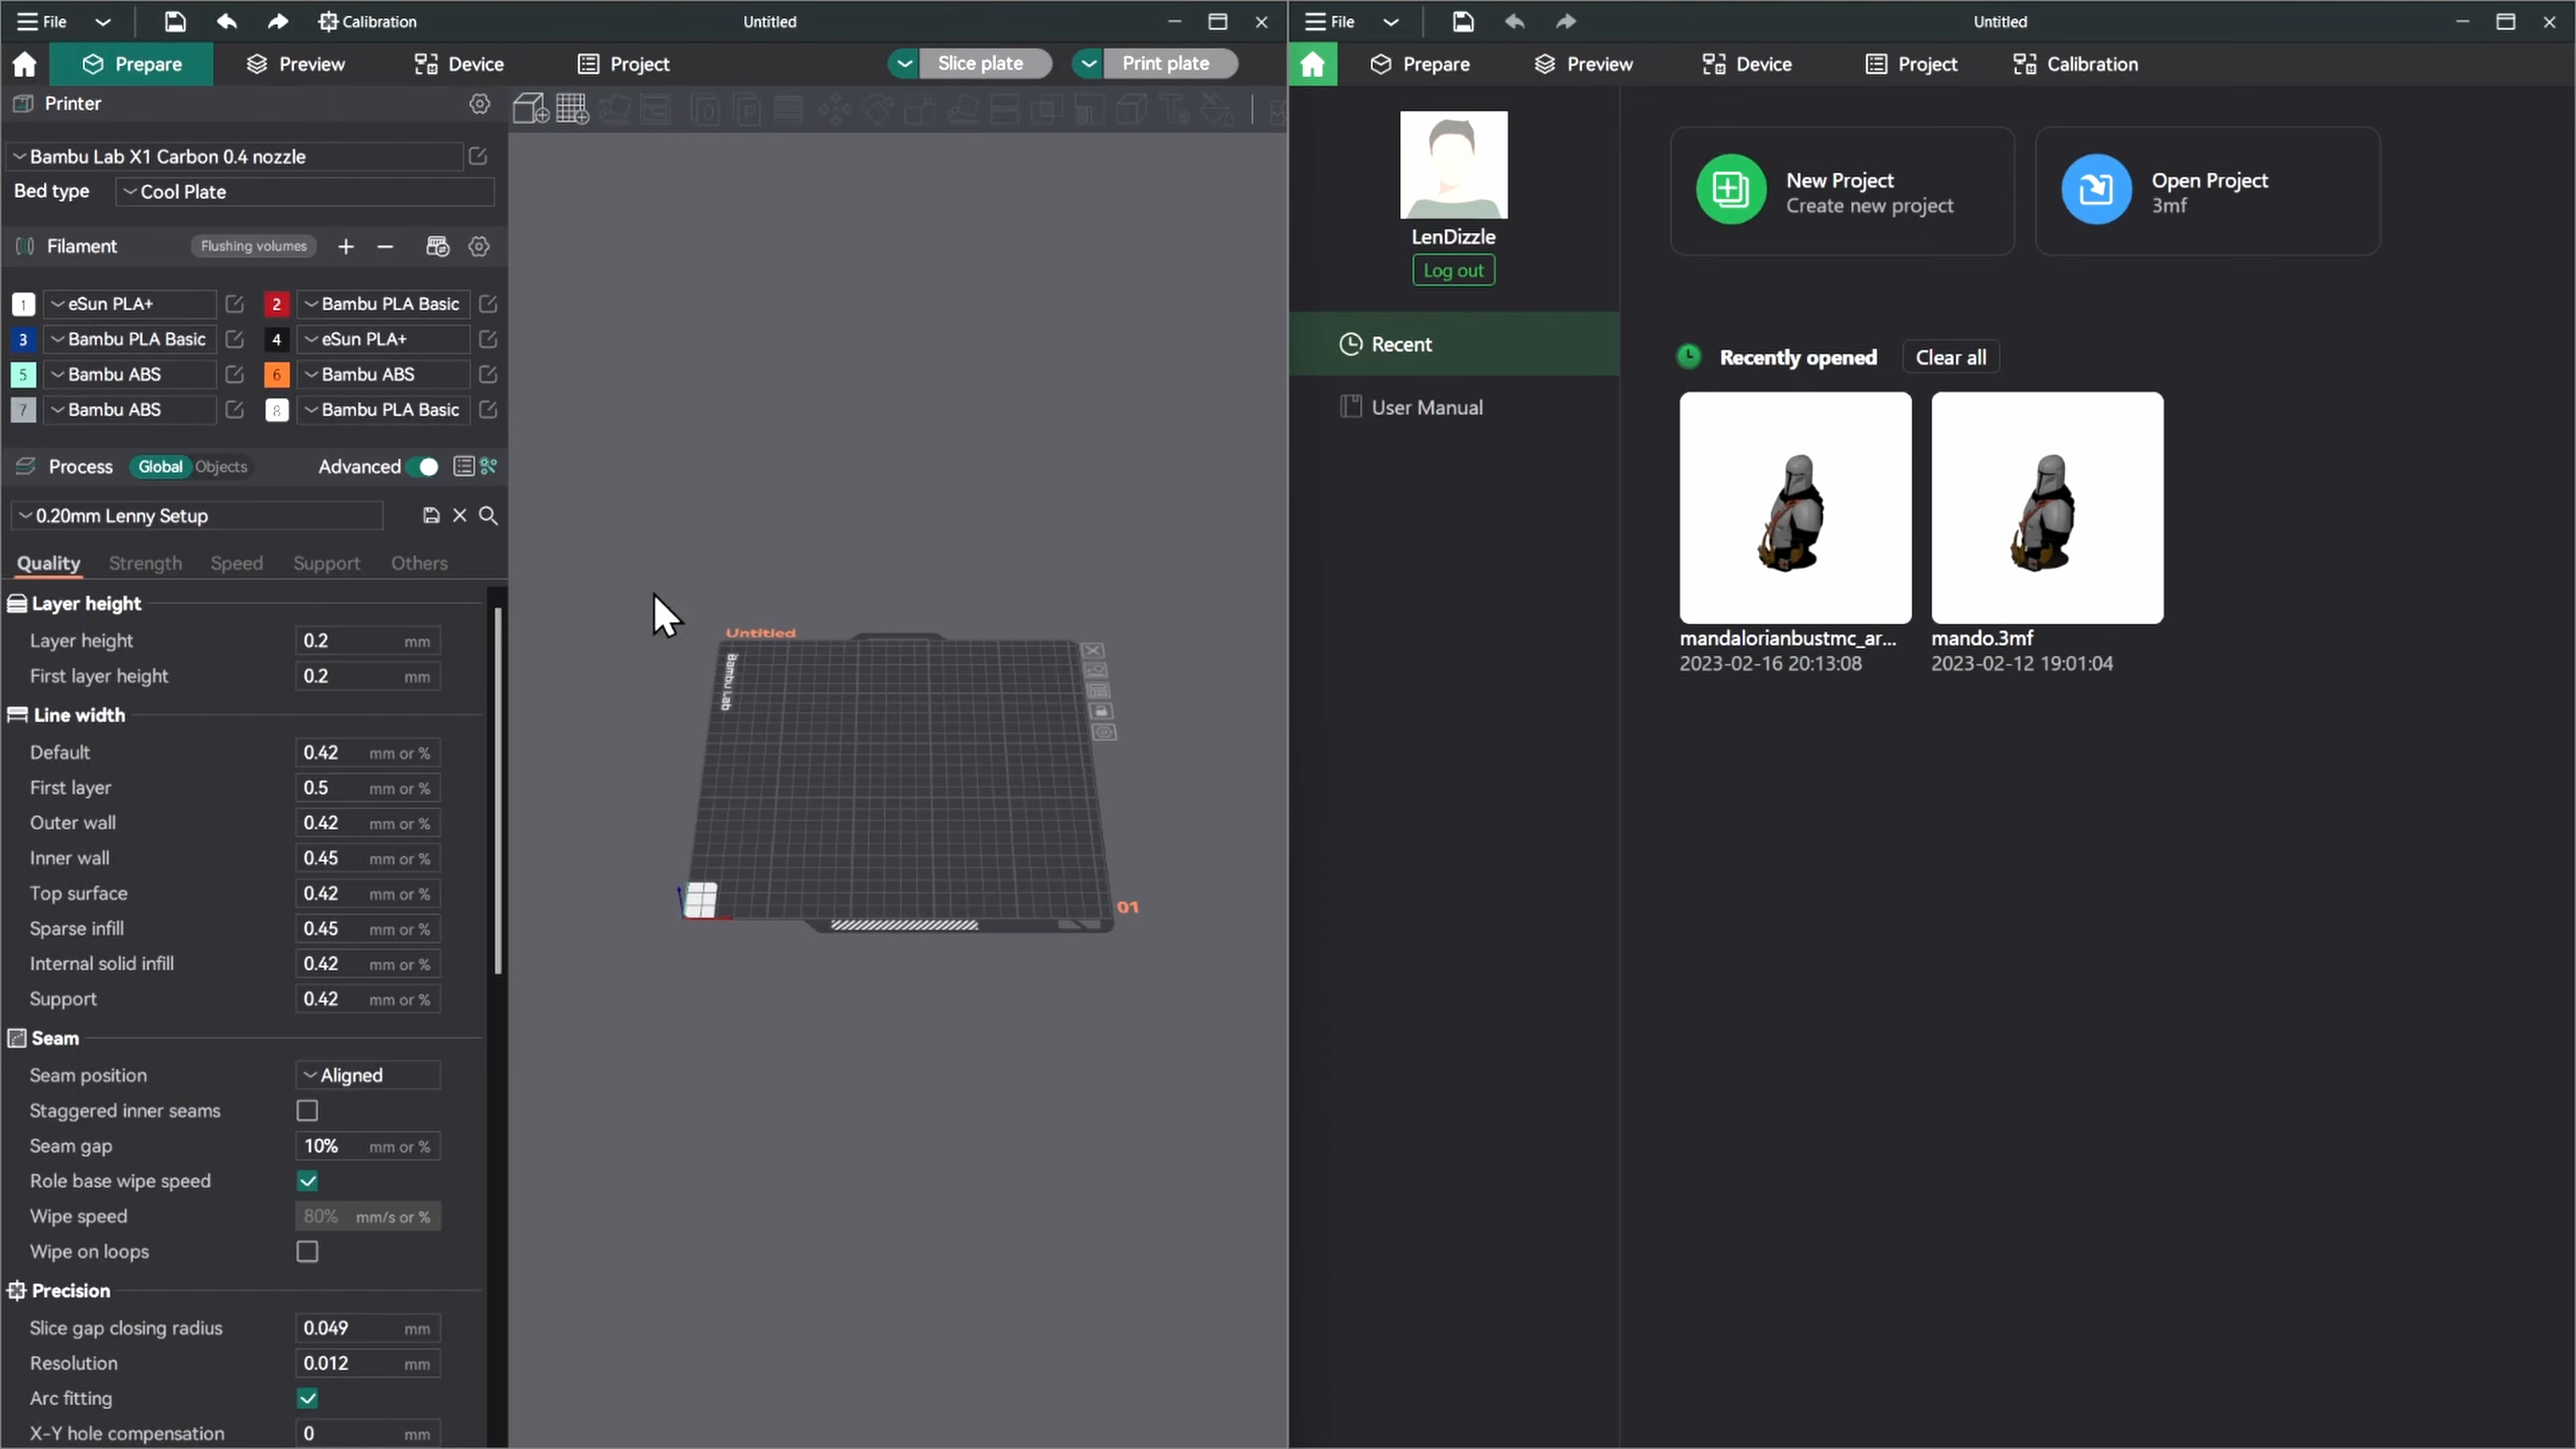 File
Calibration
Untitled
Prepare
Preview
Device
Project
Slice plate
Print plate
Printer
Bambu Lab X1 Carbon 0.4 nozzle
Bed type
Cool Plate
Filament
Flushing volumes
1 eSun PLA+
2 Bambu PLA Basic
3 Bambu PLA Basic
4 eSun PLA+
5 Bambu ABS
6 Bambu ABS
7 Bambu ABS
8 Bambu PLA Basic
Process
Global
Objects
Advanced
0.20mm Lenny Setup
Quality
Strength
Speed
Support
Others
Layer height
Layer height 0.2 mm
First layer height 0.2 mm
Line width
Default 0.42 mm or %
First layer 0.5 mm or %
Outer wall 0.42 mm or %
Inner wall 0.45 mm or %
Top surface 0.42 mm or %
Sparse infill 0.45 mm or %
Internal solid infill 0.42 mm or %
Support 0.42 mm or %
Seam
Seam position Aligned
Staggered inner seams
Seam gap 10% mm or %
Role base wipe speed
Wipe speed 80% mm/s or %
Wipe on loops
Precision
Slice gap closing radius 0.049 mm
Resolution 0.012 mm
Arc fitting
X-Y hole compensation 0 mm
Untitled
Bambu Lab
01
File
Untitled
Prepare
Preview
Device
Project
Calibration
LenDizzle
Log out
Recent
User Manual
New Project
Create new project
Open Project
3mf
Recently opened
Clear all
mandalorianbustmc_ar...
2023-02-16 20:13:08
mando.3mf
2023-02-12 19:01:04